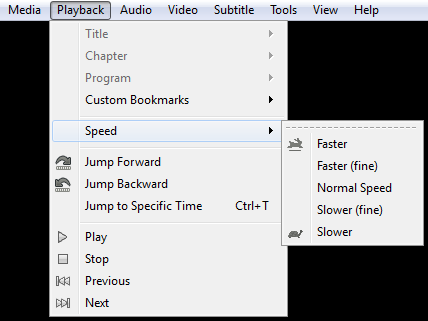 Media Playback Audio Video Subtitle Tools View Help
Title
Chapter
Program
Custom Bookmarks
Speed
Faster
Faster (fine)
Normal Speed
Slower (fine)
Slower
Jump Forward
Jump Backward
Jump to Specific Time Ctrl+T
Play
Stop
Previous
Next